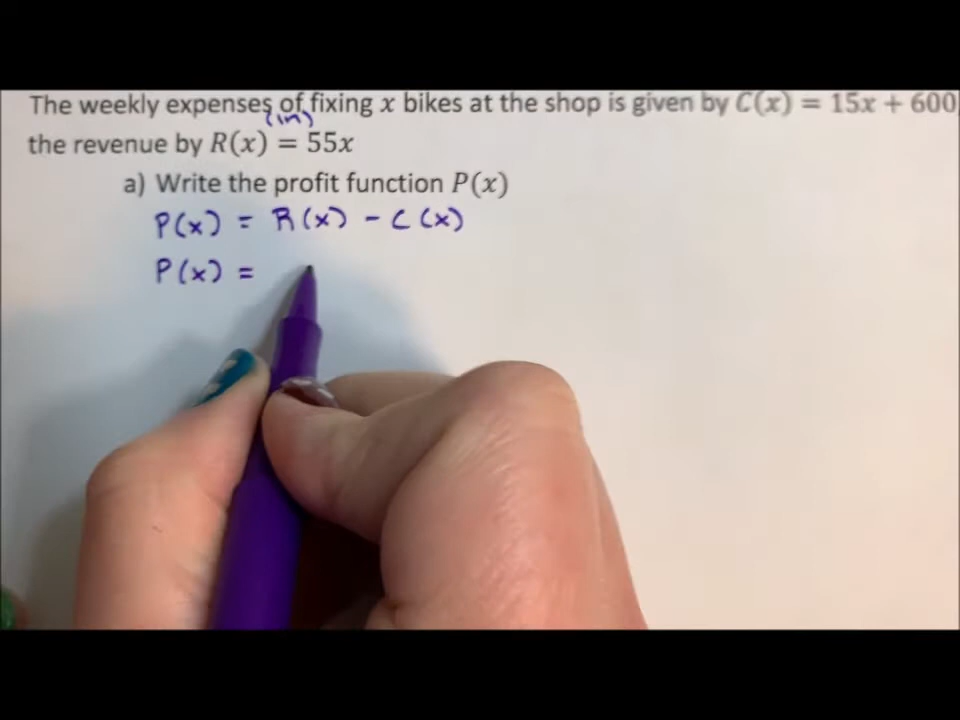 The weekly expenses of fixing x bikes at the shop is given by C(x) = 15x + 600,
(in)
the revenue by R(x) = 55x
a) Write the profit function P(x)
P(x) = R(x) - C(x)
P(x) =